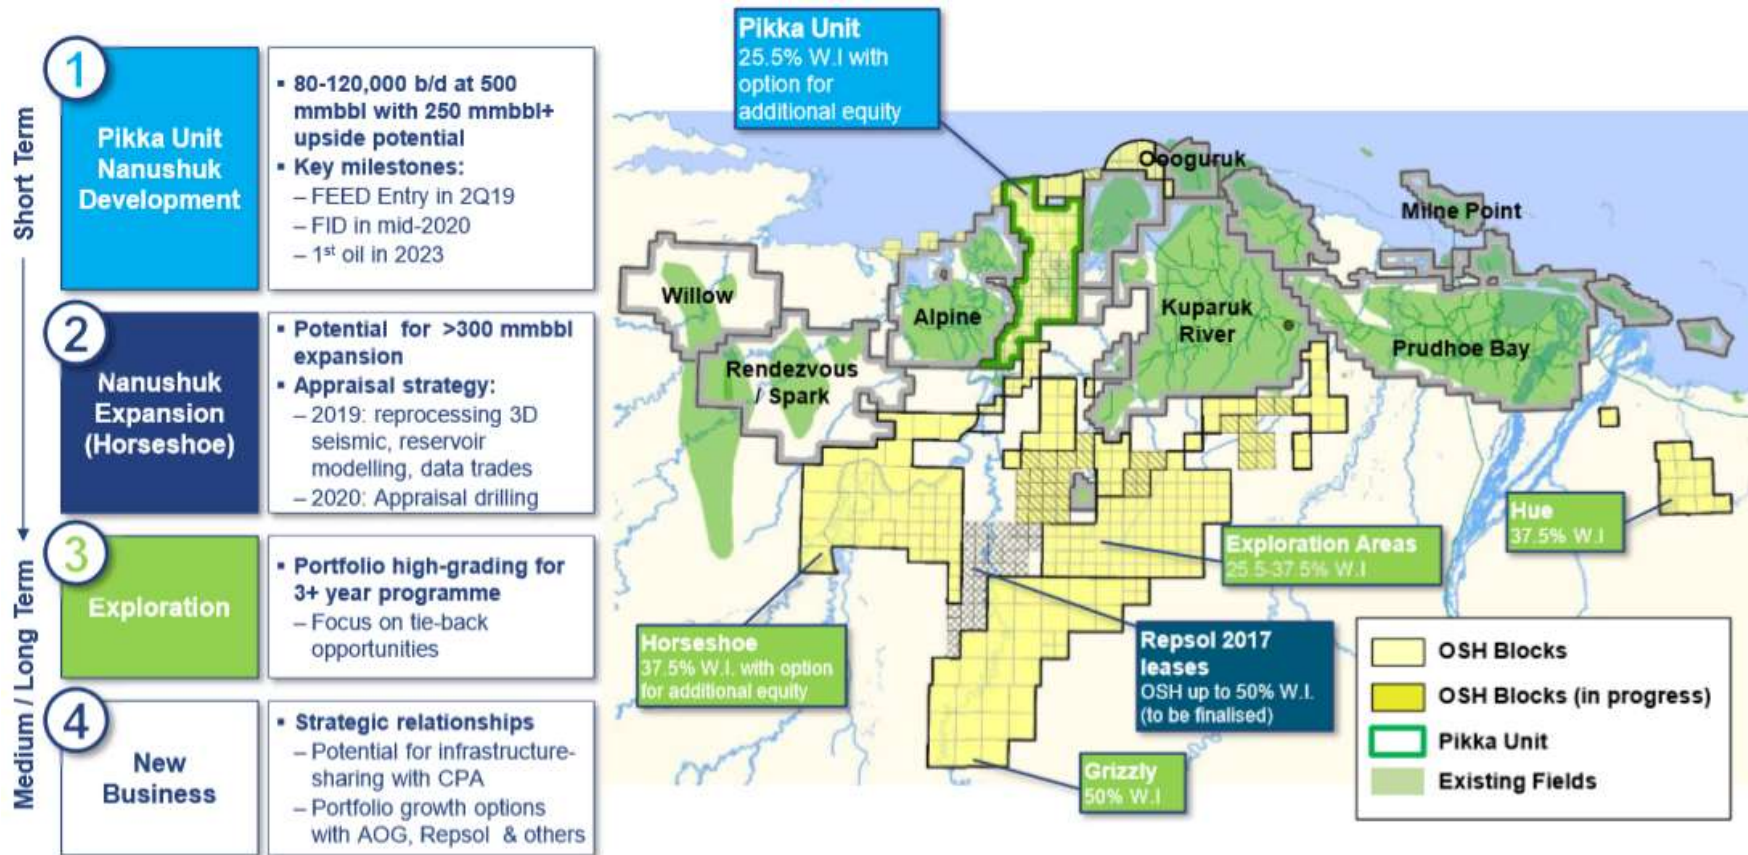 Short Term
Medium / Long Term
1
Pikka Unit
Nanushuk
Development
▪ 80-120,000 b/d at 500
mmbbl with 250 mmbbl+
upside potential
▪ Key milestones:
– FEED Entry in 2Q19
– FID in mid-2020
– 1st oil in 2023
2
Nanushuk
Expansion
(Horseshoe)
▪ Potential for >300 mmbbl
expansion
▪ Appraisal strategy:
– 2019: reprocessing 3D
seismic, reservoir
modelling, data trades
– 2020: Appraisal drilling
3
Exploration
▪ Portfolio high-grading for
3+ year programme
– Focus on tie-back
opportunities
4
New
Business
▪ Strategic relationships
– Potential for infrastructure-
sharing with CPA
– Portfolio growth options
with AOG, Repsol & others
Pikka Unit
25.5% W.I with
option for
additional equity
Oooguruk
Milne Point
Willow
Alpine
Kuparuk
River
Prudhoe Bay
Rendezvous
/ Spark
Hue
37.5% W.I
Exploration Areas
25.5-37.5% W.I
Horseshoe
37.5% W.I. with option
for additional equity
Repsol 2017
leases
OSH up to 50% W.I.
(to be finalised)
Grizzly
50% W.I
OSH Blocks
OSH Blocks (in progress)
Pikka Unit
Existing Fields